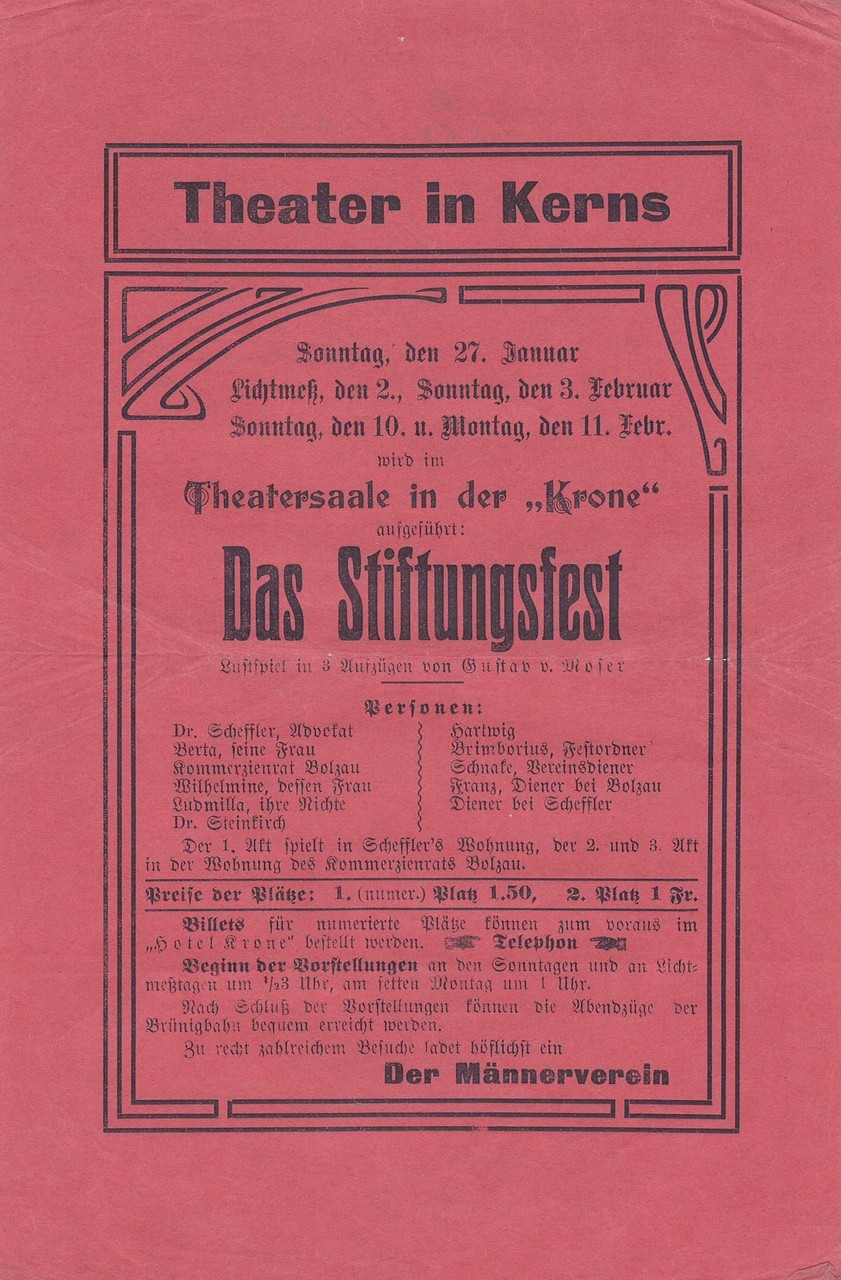 Theater in Kerns
Sonntag, den 27. Januar
Lichtmeß, den 2., Sonntag, den 3. Februar
Sonntag, den 10. u. Montag, den 11. Febr.
wird im
Theatersaale in der „Krone“
aufgeführt:
Das Stiftungsfest
Lustspiel in 3 Aufzügen von Gustav v. Moser
Personen:
Dr. Scheffler, Advokat
Berta, seine Frau
Kommerzienrat Bolzau
Wilhelmine, dessen Frau
Ludmilla, ihre Nichte
Dr. Steinkirch
Hartwig
Brimborius, Festordner
Schnake, Vereinsdiener
Franz, Diener bei Bolzau
Diener bei Scheffler
Der 1. Akt spielt in Scheffler's Wohnung, der 2. und 3. Akt
in der Wohnung des Kommerzienrats Bolzau.
Preise der Plätze: 1. (numer.) Platz 1.50, 2. Platz 1 Fr.
Billets für numerierte Plätze können zum voraus im
„Hotel Krone" bestellt werden. Telephon
Beginn der Vorstellungen an den Sonntagen und an Licht-
meßtagen um ½3 Uhr, am fetten Montag um 1 Uhr.
Nach Schluß der Vorstellungen können die Abendzüge der
Brünigbahn bequem erreicht werden.
Zu recht zahlreichem Besuche ladet höflichst ein
Der Männerverein